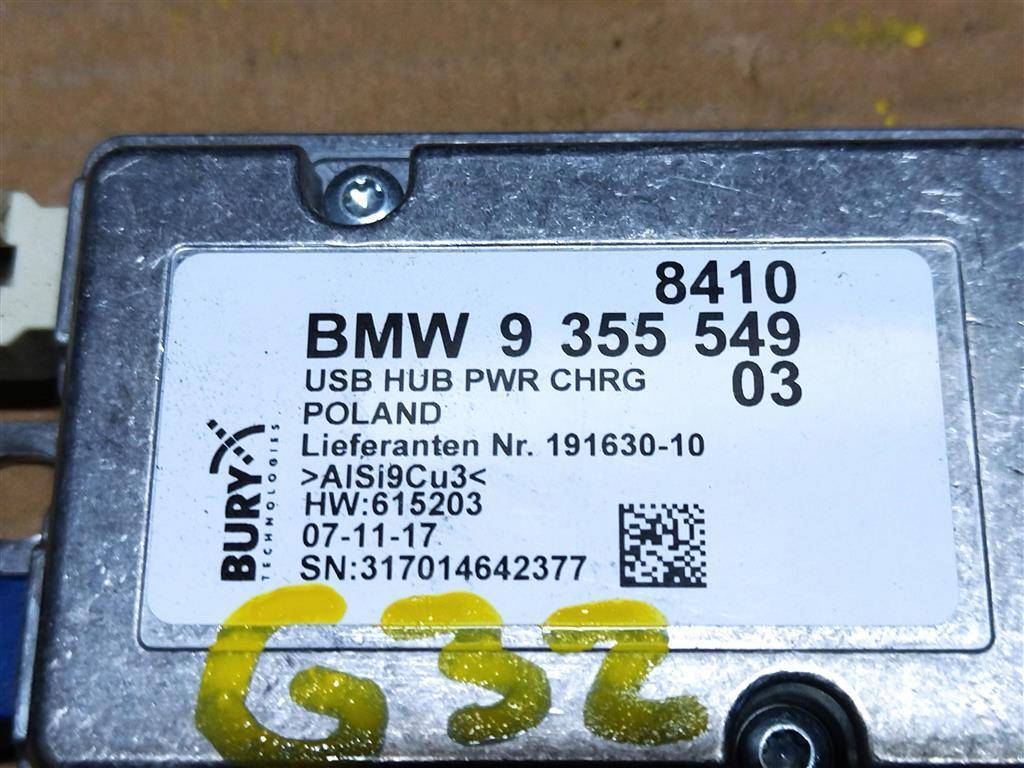 8410
BMW 9 355 549
USB HUB PWR CHRG 03
POLAND
Lieferanten Nr. 191630-10
>AlSi9Cu3<
HW:615203
07-11-17
SN:317014642377
BURY
TECHNOLOGIES
G32